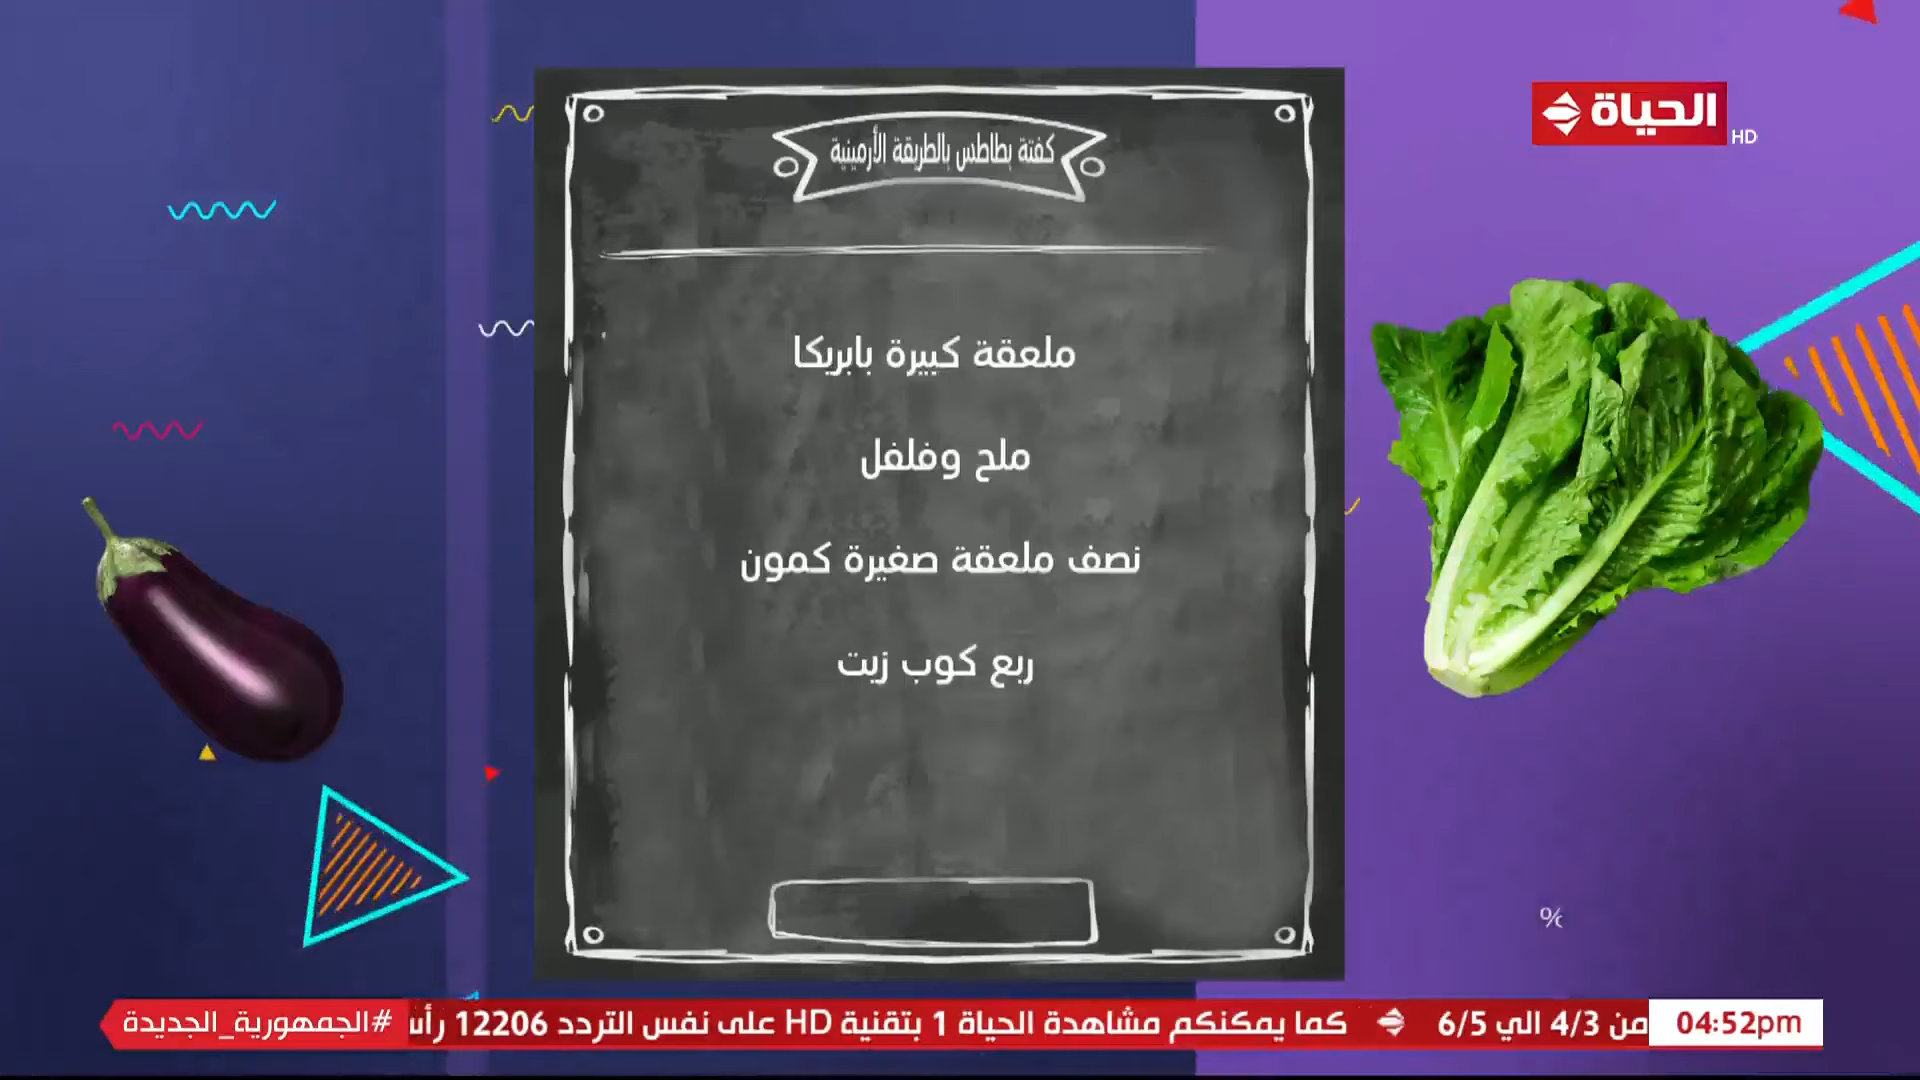 الحياة
HD
كفتة بطاطس بالطريقة الأرمينية
ملعقة كبيرة بابريكا
ملح وفلفل
نصف ملعقة صغيرة كمون
ربع كوب زيت
%
04:52pm
من 4/3 الي 6/5 كما يمكنكم مشاهدة الحياة 1 بتقنية HD على نفس التردد 12206
#الجمهورية_الجديدة